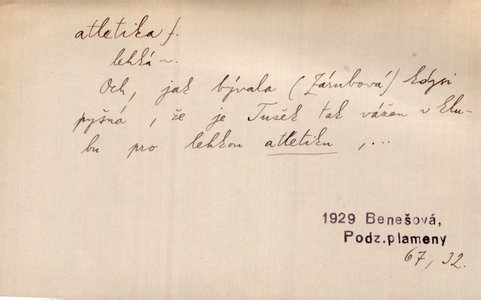 atletika f.
lehká ~.
Och, jak bývala (Zárubová) kdysi
pyšná, že je Tušek tak vážen v klu-
bu pro lehkou atletiku, ...
1929 Benešová,
Podz.plameny
67, 32.